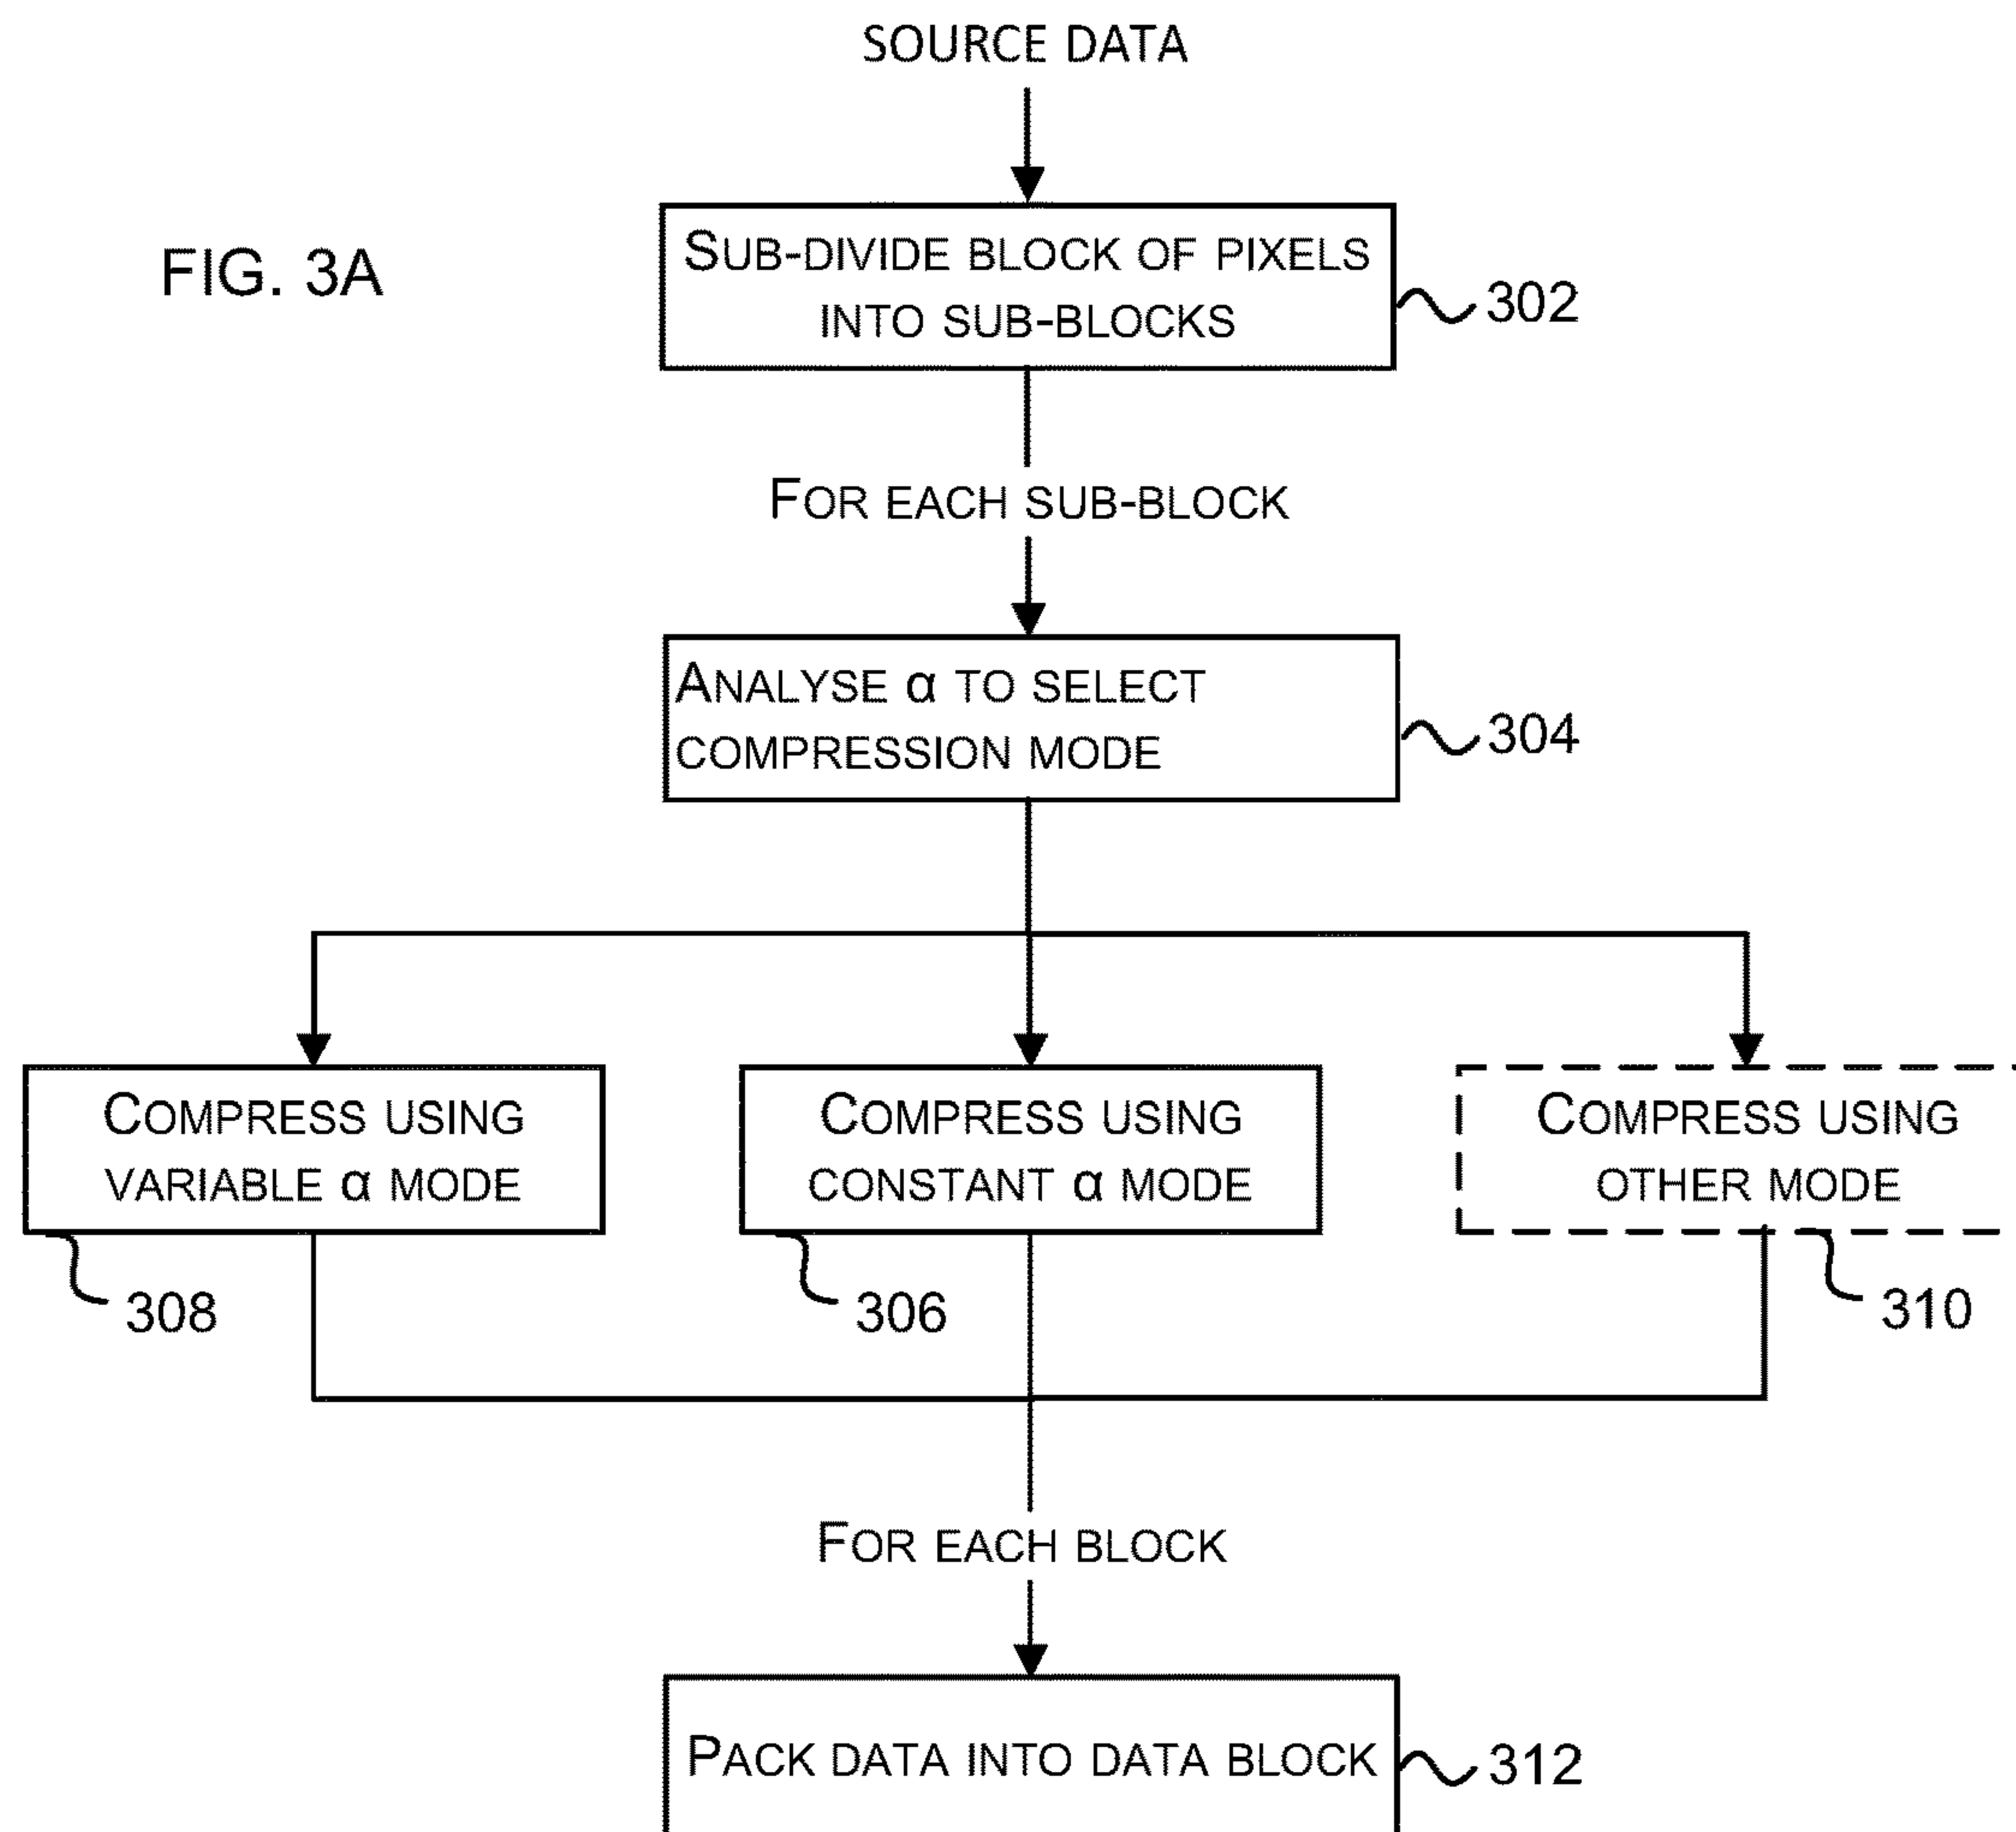 SOURCE DATA
FIG. 3A
SUB-DIVIDE BLOCK OF PIXELS
INTO SUB-BLOCKS
302
FOR EACH SUB-BLOCK
ANALYSE α TO SELECT
COMPRESSION MODE
304
COMPRESS USING
VARIABLE α MODE
308
COMPRESS USING
CONSTANT α MODE
306
COMPRESS USING
OTHER MODE
310
FOR EACH BLOCK
PACK DATA INTO DATA BLOCK
312